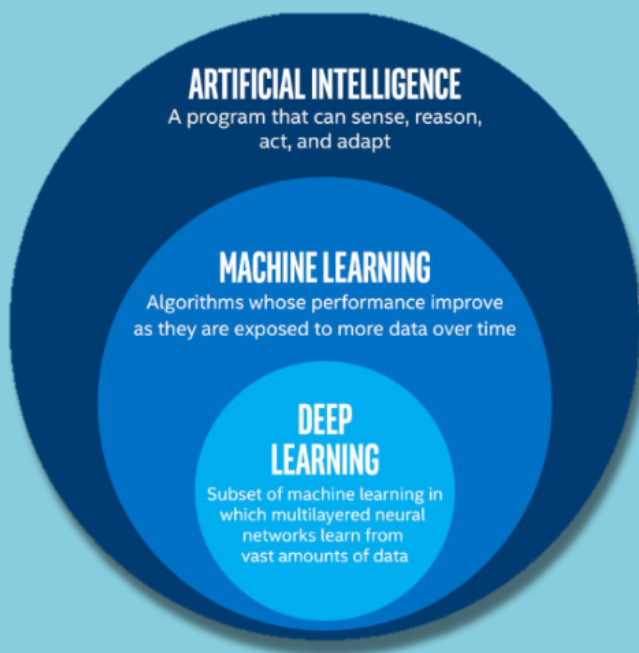 ARTIFICIAL INTELLIGENCE
A program that can sense, reason,
act, and adapt
MACHINE LEARNING
Algorithms whose performance improve
as they are exposed to more data over time
DEEP
LEARNING
Subset of machine learning in
which multilayered neural
networks learn from
vast amounts of data